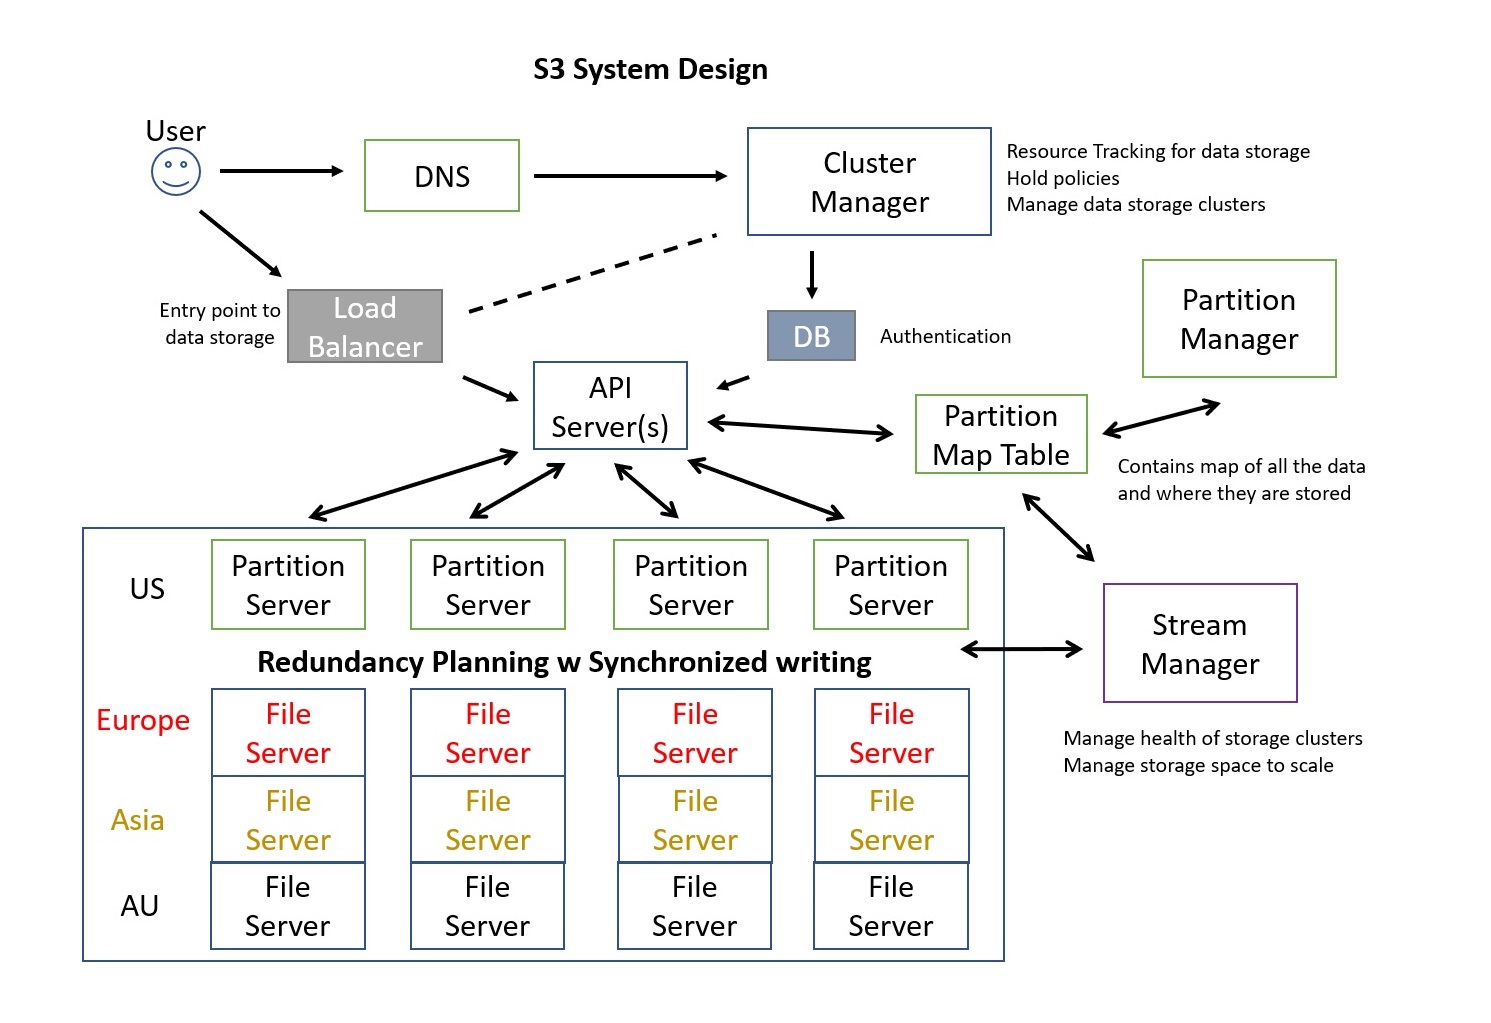 S3 System Design
User
DNS
Cluster
Manager
Resource Tracking for data storage
Hold policies
Manage data storage clusters
Entry point to
data storage
Load
Balancer
DB
Authentication
Partition
Manager
API
Server(s)
Partition
Map Table
Contains map of all the data
and where they are stored
US
Partition
Server
Partition
Server
Partition
Server
Partition
Server
Redundancy Planning w Synchronized writing
Stream
Manager
Manage health of storage clusters
Manage storage space to scale
Europe
File
Server
File
Server
File
Server
File
Server
Asia
File
Server
File
Server
File
Server
File
Server
AU
File
Server
File
Server
File
Server
File
Server